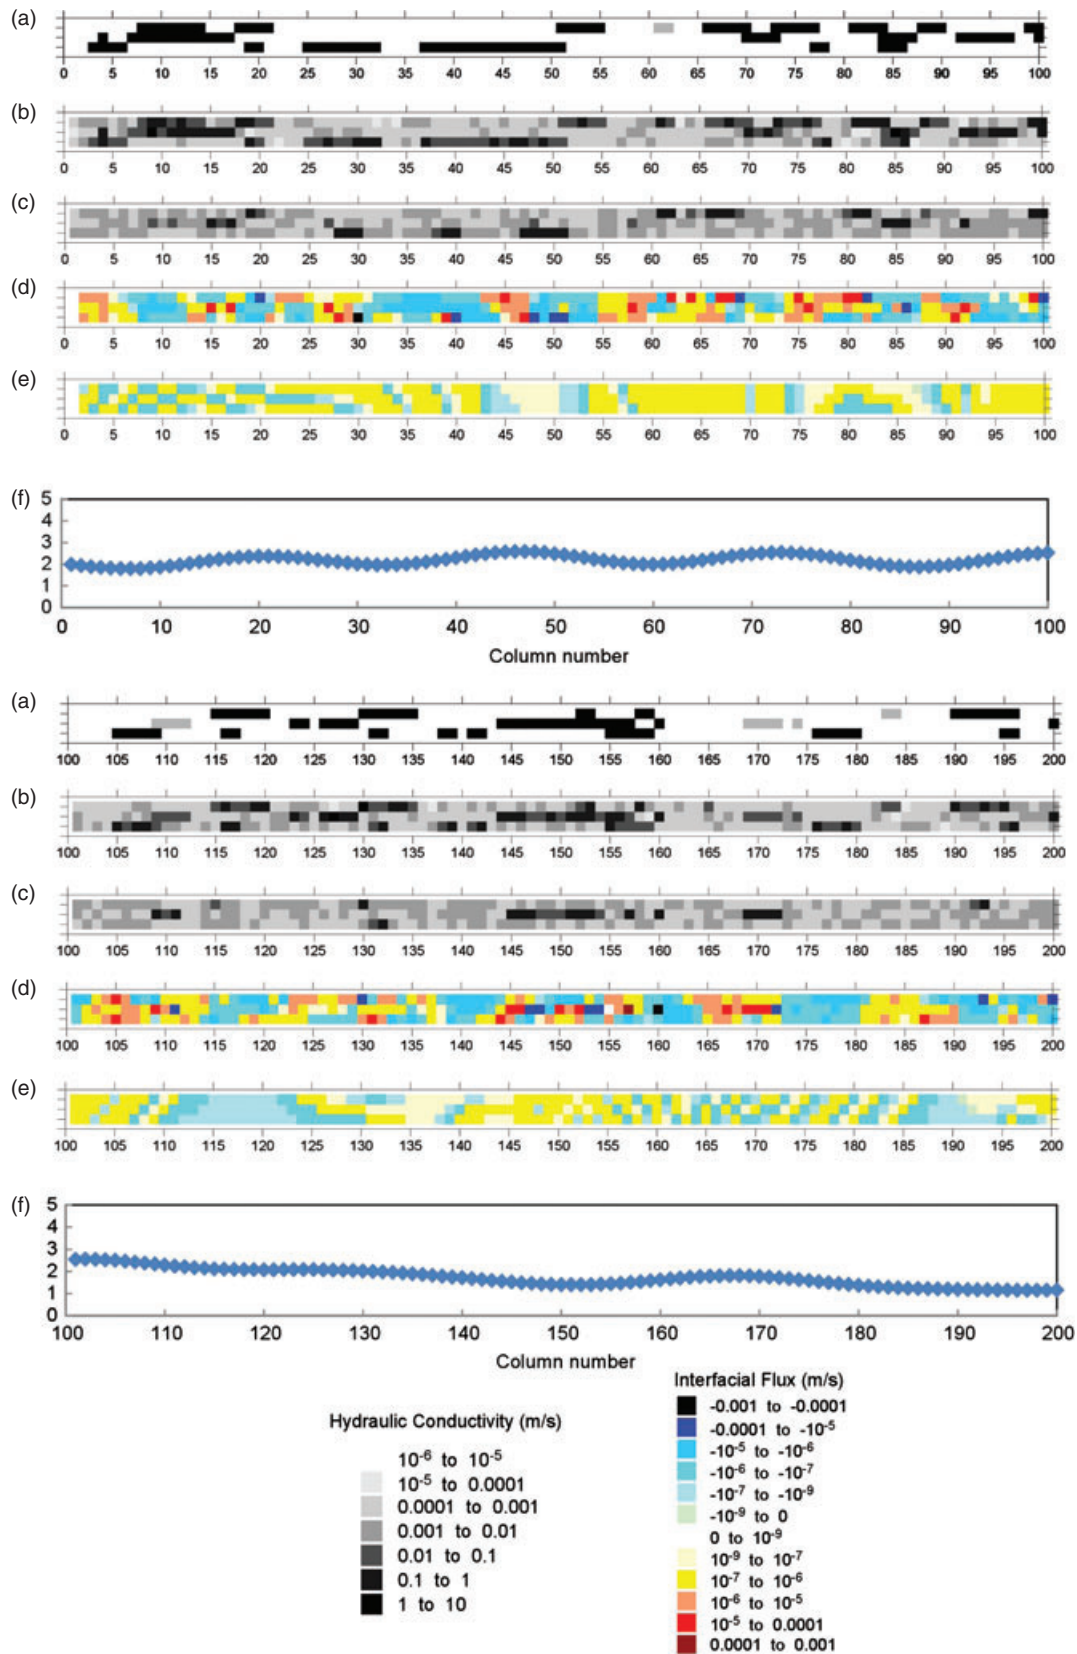 (a)
0 5 10 15 20 25 30 35 40 45 50 55 60 65 70 75 80 85 90 95 100
(b)
0 5 10 15 20 25 30 35 40 45 50 55 60 65 70 75 80 85 90 95 100
(c)
0 5 10 15 20 25 30 35 40 45 50 55 60 65 70 75 80 85 90 95 100
(d)
0 5 10 15 20 25 30 35 40 45 50 55 60 65 70 75 80 85 90 95 100
(e)
0 5 10 15 20 25 30 35 40 45 50 55 60 65 70 75 80 85 90 95 100
(f)
5
4
3
2
1
0
0 10 20 30 40 50 60 70 80 90 100
Column number
(a)
100 105 110 115 120 125 130 135 140 145 150 155 160 165 170 175 180 185 190 195 200
(b)
100 105 110 115 120 125 130 135 140 145 150 155 160 165 170 175 180 185 190 195 200
(c)
100 105 110 115 120 125 130 135 140 145 150 155 160 165 170 175 180 185 190 195 200
(d)
100 105 110 115 120 125 130 135 140 145 150 155 160 165 170 175 180 185 190 195 200
(e)
100 105 110 115 120 125 130 135 140 145 150 155 160 165 170 175 180 185 190 195 200
(f)
5
4
3
2
1
0
100 110 120 130 140 150 160 170 180 190 200
Column number
Hydraulic Conductivity (m/s)
10⁻⁶ to 10⁻⁵
10⁻⁵ to 0.0001
0.0001 to 0.001
0.001 to 0.01
0.01 to 0.1
0.1 to 1
1 to 10
Interfacial Flux (m/s)
-0.001 to -0.0001
-0.0001 to -10⁻⁵
-10⁻⁵ to -10⁻⁶
-10⁻⁶ to -10⁻⁷
-10⁻⁷ to -10⁻⁹
-10⁻⁹ to 0
0 to 10⁻⁹
10⁻⁹ to 10⁻⁷
10⁻⁷ to 10⁻⁶
10⁻⁶ to 10⁻⁵
10⁻⁵ to 0.0001
0.0001 to 0.001